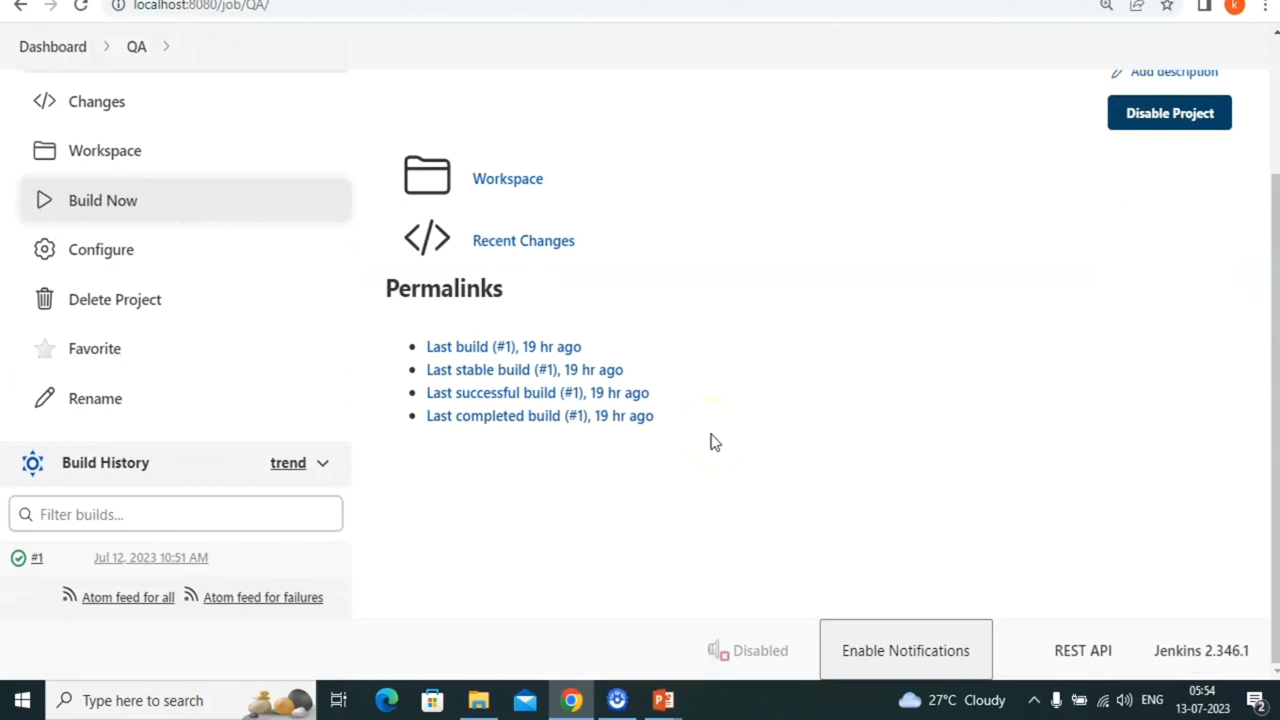 localhost:8080/job/QA/
k
Dashboard
QA
Add description
Disable Project
Changes
Workspace
Build Now
Configure
Delete Project
Favorite
Rename
Workspace
Recent Changes
Permalinks
Last build (#1), 19 hr ago
Last stable build (#1), 19 hr ago
Last successful build (#1), 19 hr ago
Last completed build (#1), 19 hr ago
Build History
trend
Filter builds...
#1 Jul 12, 2023 10:51 AM
Atom feed for all Atom feed for failures
Disabled
Enable Notifications
REST API
Jenkins 2.346.1
Type here to search
27°C Cloudy
ENG
05:54
13-07-2023
2